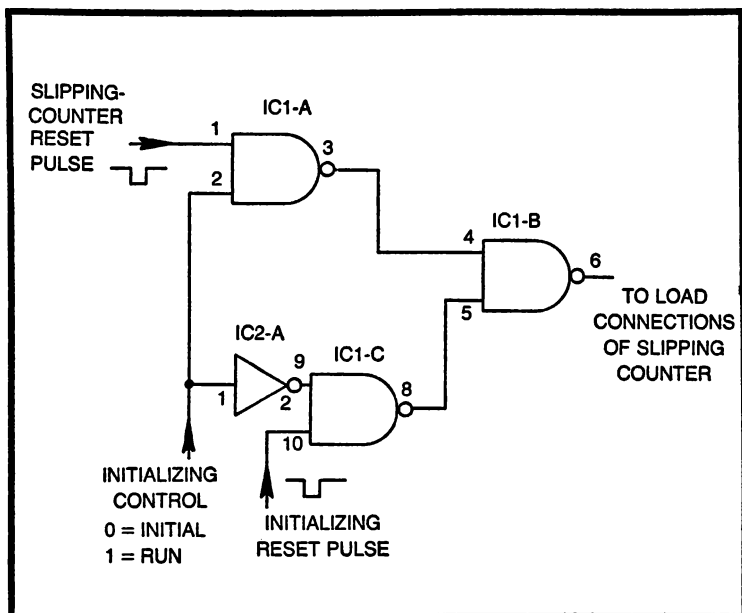 SLIPPING-
COUNTER
RESET
PULSE
IC1-A
1
2
3
IC1-B
4
5
6
TO LOAD
CONNECTIONS
OF SLIPPING
COUNTER
IC2-A
1
2
9
IC1-C
8
10
INITIALIZING
CONTROL
0 = INITIAL
1 = RUN
INITIALIZING
RESET PULSE